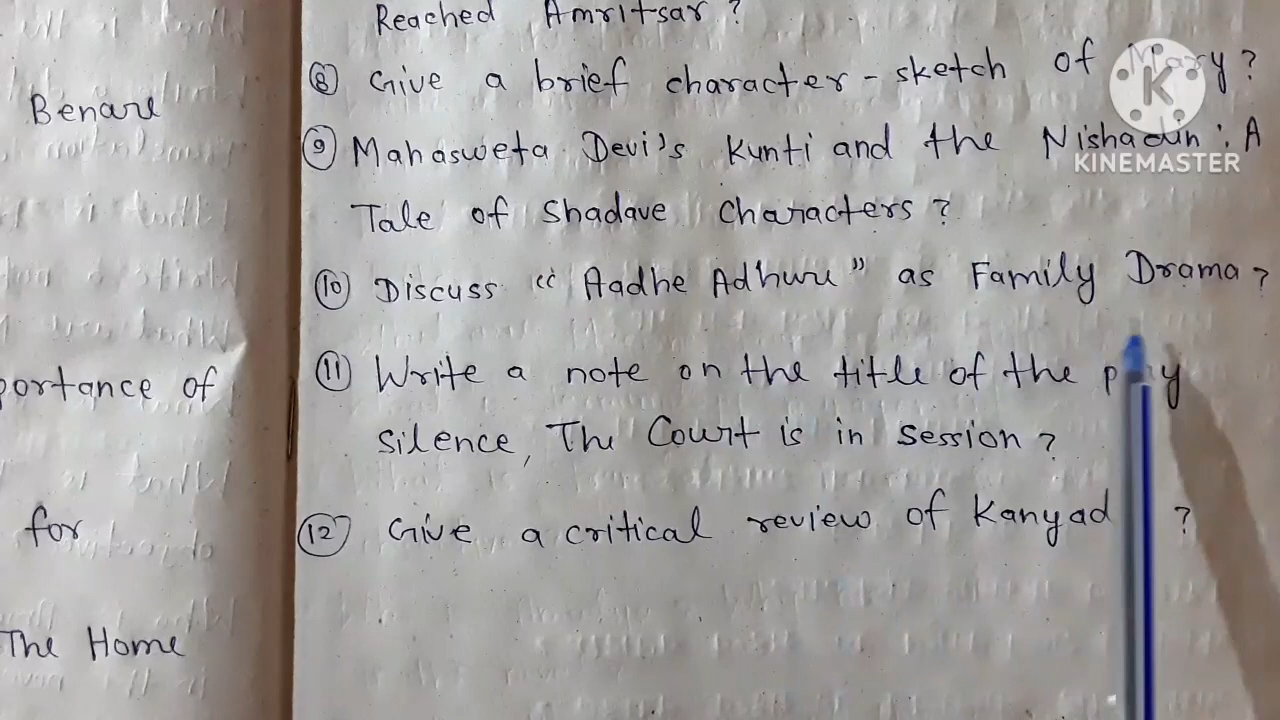 Benare
portance of
for
The Home
Reached Amritsar ?
8 Give a brief character - sketch of Mary ?
9 Mahasweta Devi's Kunti and the Nishadin : A
Tale of Shadave characters ?
10 Discuss “ Aadhe Adhure ” as Family Drama ?
11 Write a note on the title of the play
silence, The Court is in session ?
12 Give a critical review of Kanyad ?
KINEMASTER